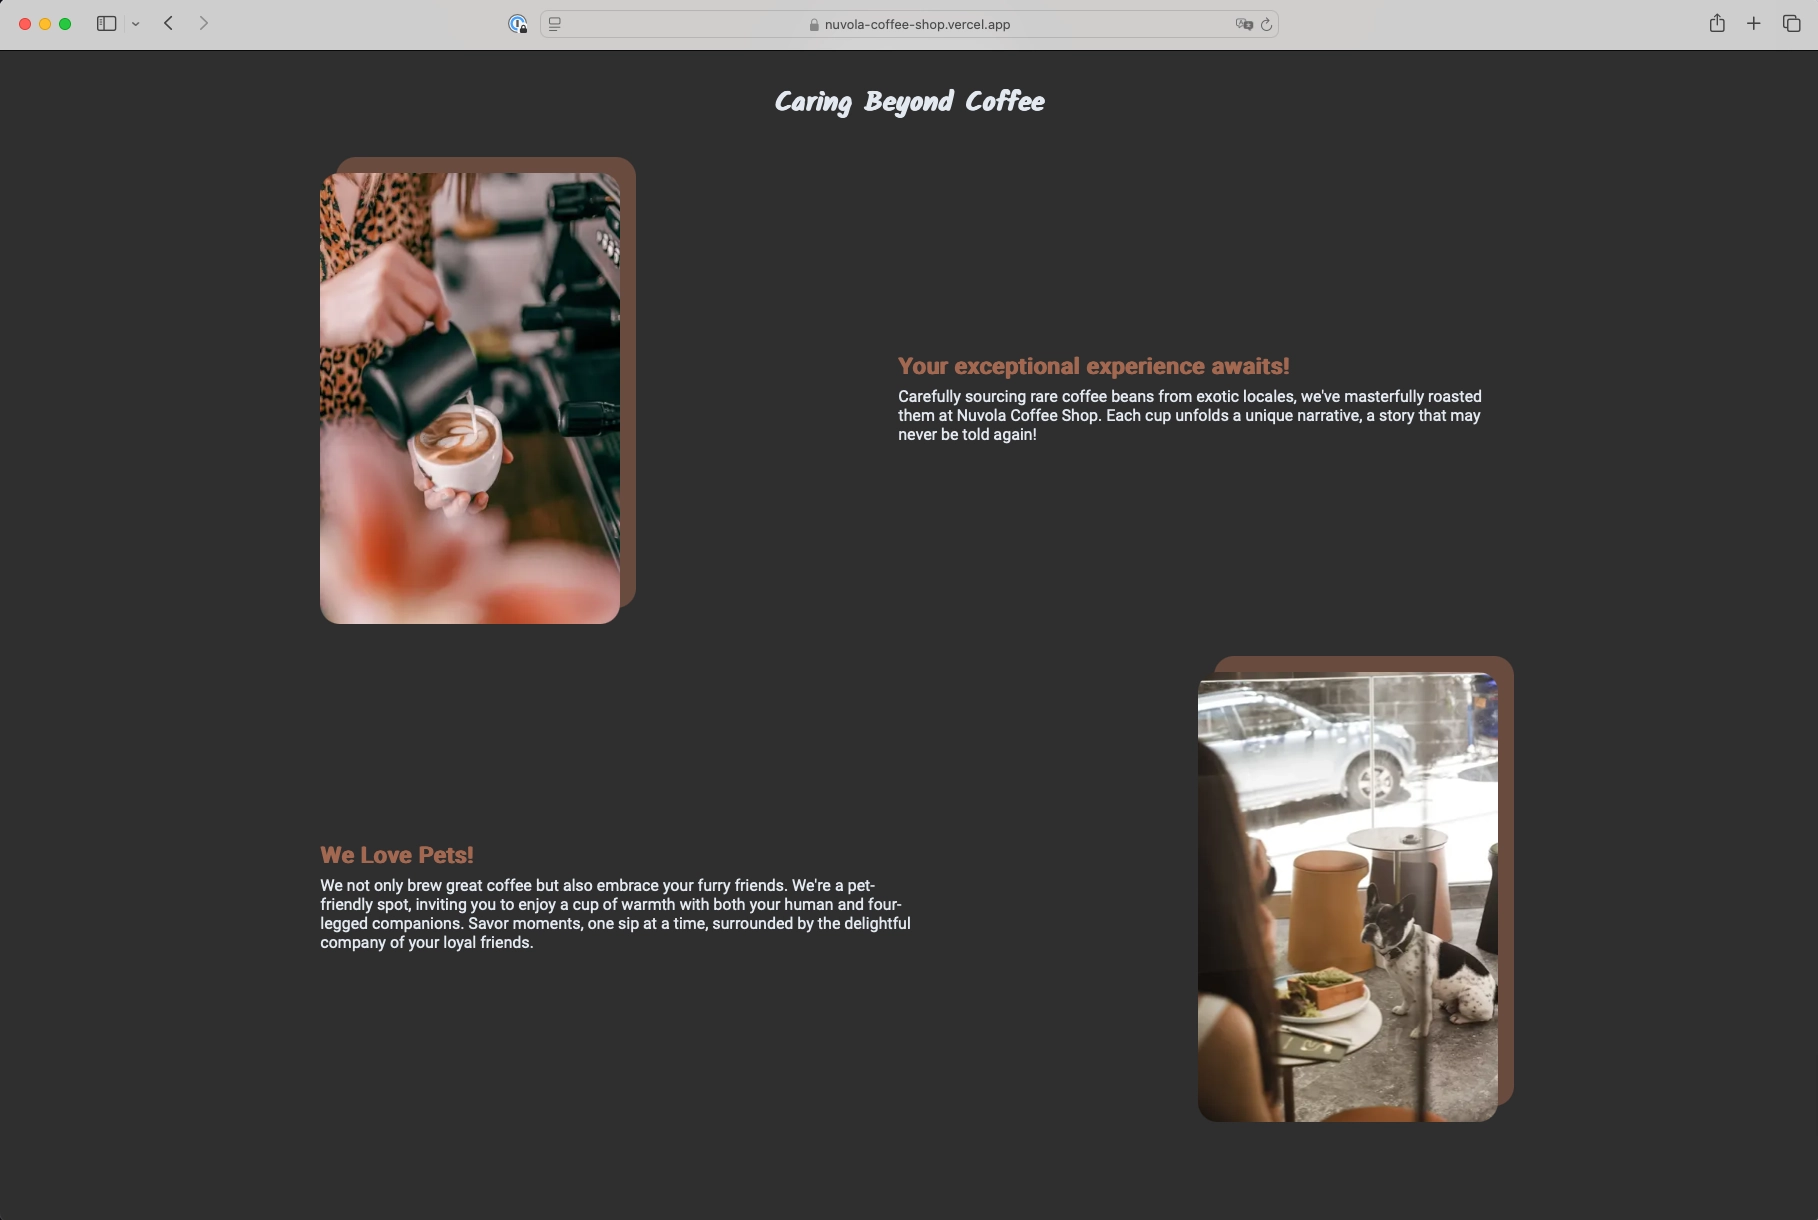 nuvola-coffee-shop.vercel.app
Caring Beyond Coffee
Your exceptional experience awaits!
Carefully sourcing rare coffee beans from exotic locales, we've masterfully roasted
them at Nuvola Coffee Shop. Each cup unfolds a unique narrative, a story that may
never be told again!
We Love Pets!
We not only brew great coffee but also embrace your furry friends. We're a pet-
friendly spot, inviting you to enjoy a cup of warmth with both your human and four-
legged companions. Savor moments, one sip at a time, surrounded by the delightful
company of your loyal friends.